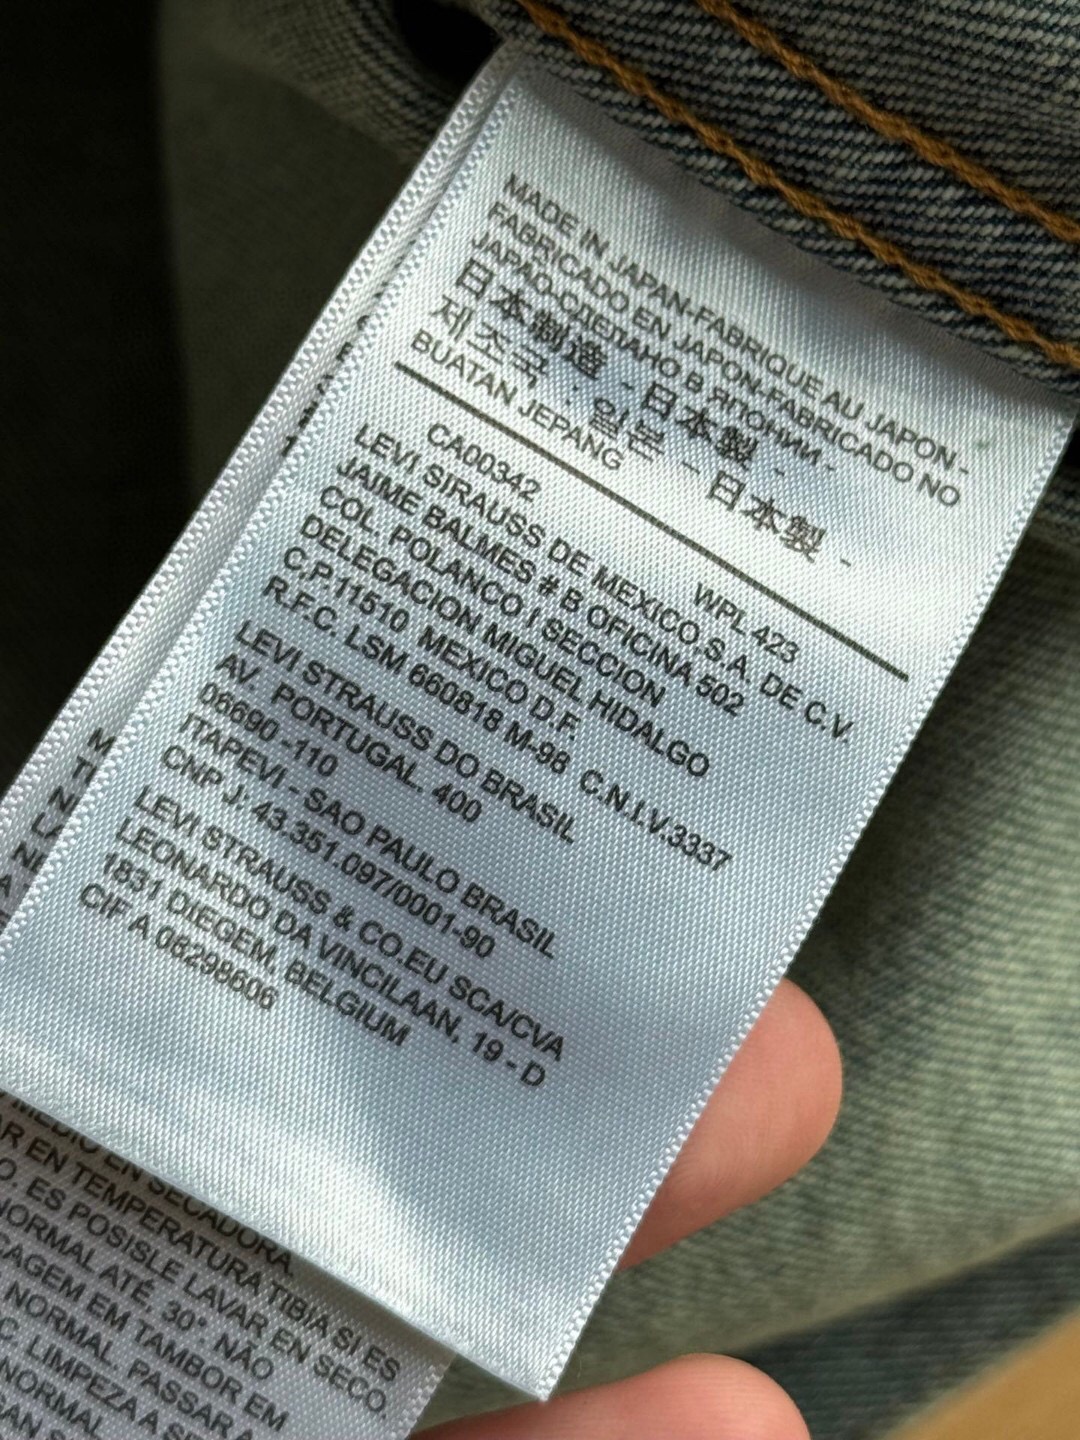 MADE IN JAPAN-FABRIQUE AU JAPON -
FABRICADO EN JAPON-FABRICADO NO
JAPAO-СДЕЛАНО В ЯПОНИИ -
日本制造 - 日本製 -
제조국 : 일본 - 日本製 -
BUATAN JEPANG
CA00342 WPL 423
LEVI SIRAUSS DE MEXICO.S.A. DE C.V.
JAIME BALMES # B OFICINA 502
COL. POLANCO I SECCION
DELEGACION MIGUEL HIDALGO
C.P.11510 MEXICO D.F.
R.F.C. LSM 660818 M-98 C.N.I.V.3337
LEVI STRAUSS DO BRASIL
AV. PORTUGAL. 400
06690 -110
ITAPEVI - SAO PAULO BRASIL
CNP J: 43.351.097/0001-90
LEVI STRAUSS & CO.EU SCA/CVA
LEONARDO DA VINCILAAN, 19 - D
1831 DIEGEM, BELGIUM
CIF A 08298606
MEDIO EN SECADORA.
EN TEMPERATURA TIBIA SI ES
ES POSISLE LAVAR EN SECO.
NORMAL ATÉ, 30°. NÃO
EM TAMBOR EM
NORMAL. PASSAR A
LIMPEZA A
NORMAL